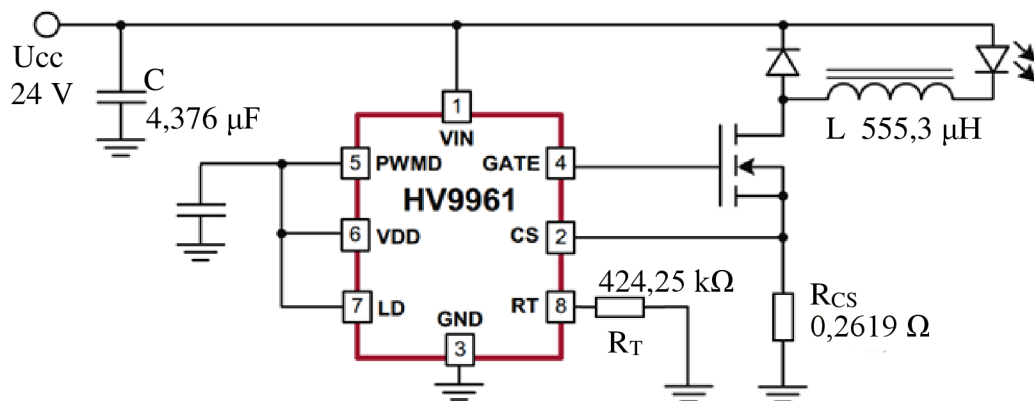 Ucc
24 V
C
4,376 μF
1
VIN
L 555,3 μH
5 PWMD
GATE 4
HV9961
6 VDD
CS 2
7 LD
RT 8
424,25 kΩ
RT
GND
3
RCS
0,2619 Ω